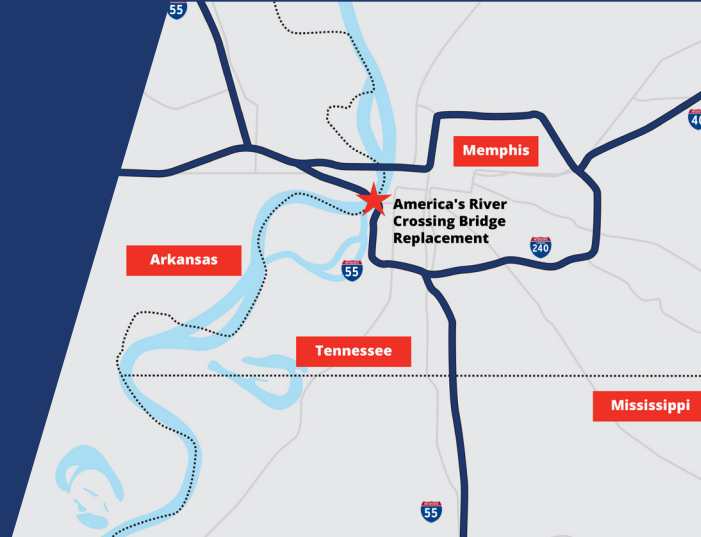 55
40
Memphis
America's River
Crossing Bridge
Replacement
240
Arkansas
55
Tennessee
Mississippi
55